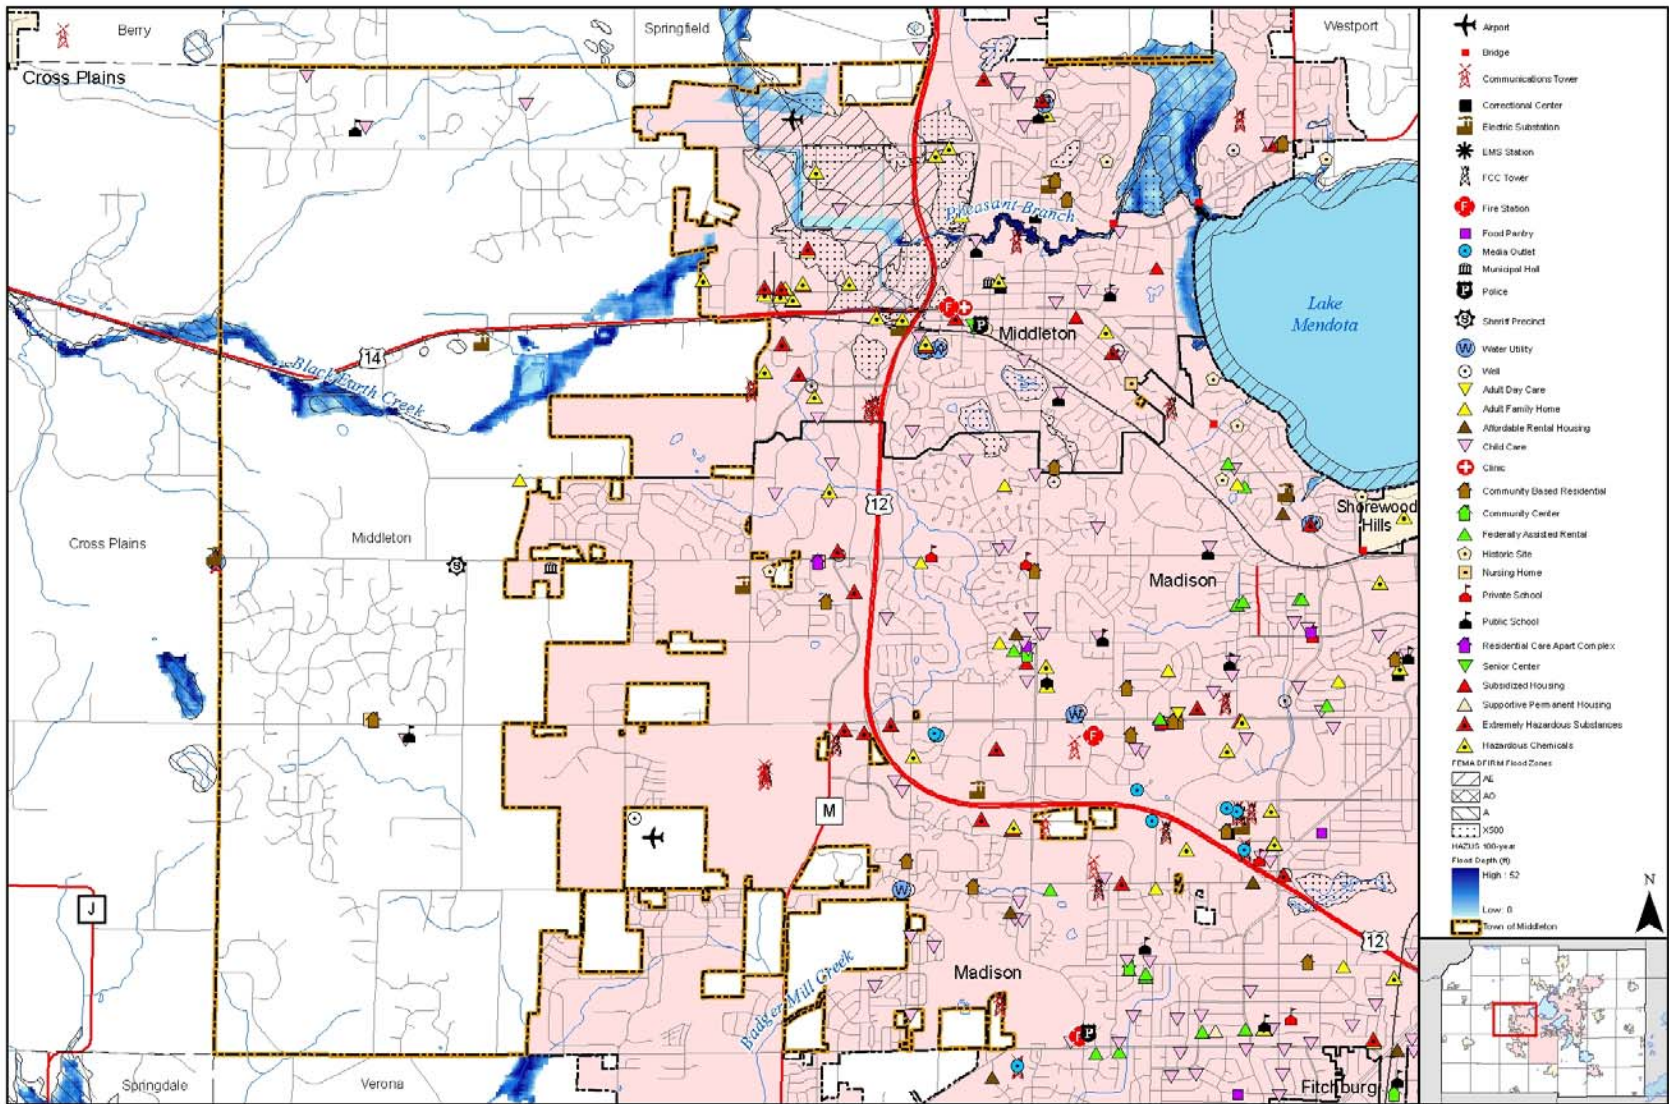 Berry
Springfield
Westport
Cross Plains
Pheasant Branch
Lake
Mendota
Middleton
14
Black Earth Creek
12
Shorewood
Hills
Cross Plains
Middleton
Madison
M
J
12
Madison
Badger Mill Creek
Springdale
Verona
Fitchburg
Airport
Bridge
Communications Tower
Correctional Center
Electric Substation
EMS Station
FCC Tower
F Fire Station
Food Pantry
Media Outlet
Municipal Hall
P Police
S Sheriff Precinct
W Water Utility
Well
Adult Day Care
Adult Family Home
Affordable Rental Housing
Child Care
Clinic
Community Based Residential
Community Center
Federally Assisted Rental
Historic Site
Nursing Home
Private School
Public School
Residential Care Apart Complex
Senior Center
Subsidized Housing
Supportive Permanent Housing
Extremely Hazardous Substances
Hazardous Chemicals
FEMA DFIRM Flood Zones
AE
AO
A
X500
HAZUS 100-year
Flood Depth (ft)
High : 52
Low: 0
Town of Middleton
N